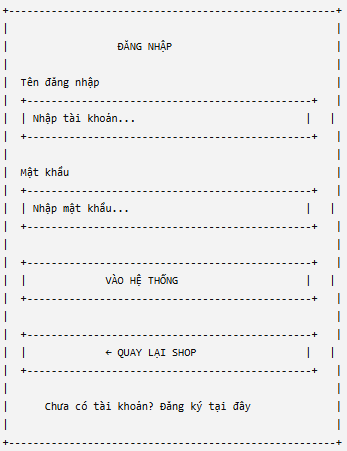 ĐĂNG NHẬP
Tên đăng nhập
Nhập tài khoản...
Mật khẩu
Nhập mật khẩu...
VÀO HỆ THỐNG
← QUAY LẠI SHOP
Chưa có tài khoản? Đăng ký tại đây